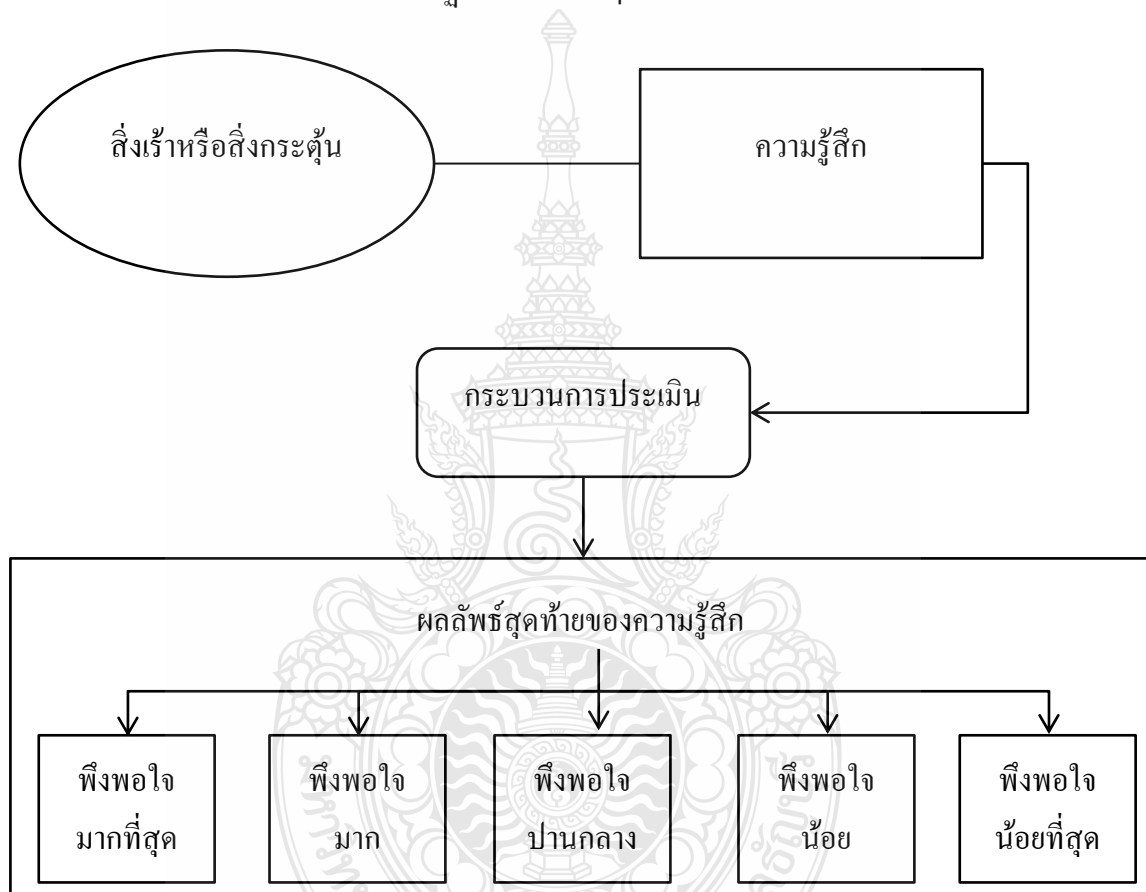 สิ่งเร้าหรือสิ่งกระตุ้น
ความรู้สึก
กระบวนการประเมิน
ผลลัพธ์สุดท้ายของความรู้สึก
พึงพอใจ
มากที่สุด
พึงพอใจ
มาก
พึงพอใจ
ปานกลาง
พึงพอใจ
น้อย
พึงพอใจ
น้อยที่สุด